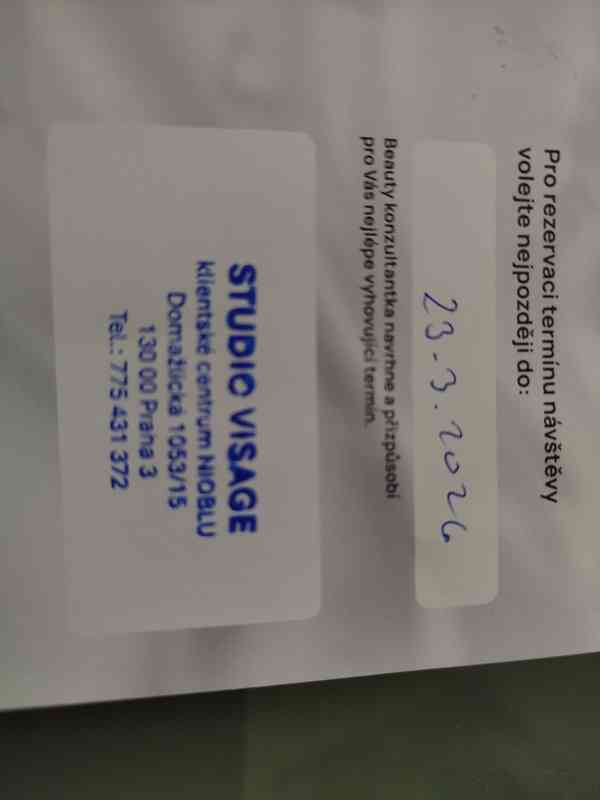 Pro rezervaci termínu návštěvy
volejte nejpozději do:
23.3.2026
Beauty konzultantka navrhne a přizpůsobí
pro Vás nejlépe vyhovující termín.
STUDIO VISAGE
klientské centrum NIOBLU
Domažlická 1053/15
130 00 Praha 3
Tel.: 775 431 372